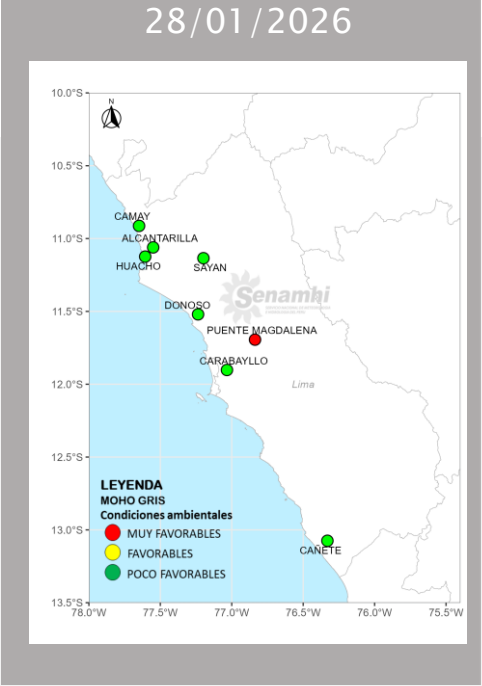 28/01/2026
10.0°S
N
10.5°S
CAMAY
11.0°S
ALCANTARILLA
HUACHO
SAYAN
Senamhi
11.5°S
DONOSO
PUENTE MAGDALENA
CARABAYLLO
12.0°S
Lima
12.5°S
LEYENDA
MOHO GRIS
Condiciones ambientales
MUY FAVORABLES
FAVORABLES
POCO FAVORABLES
13.0°S
CAÑETE
13.5°S
78.0°W 77.5°W 77.0°W 76.5°W 76.0°W 75.5°W